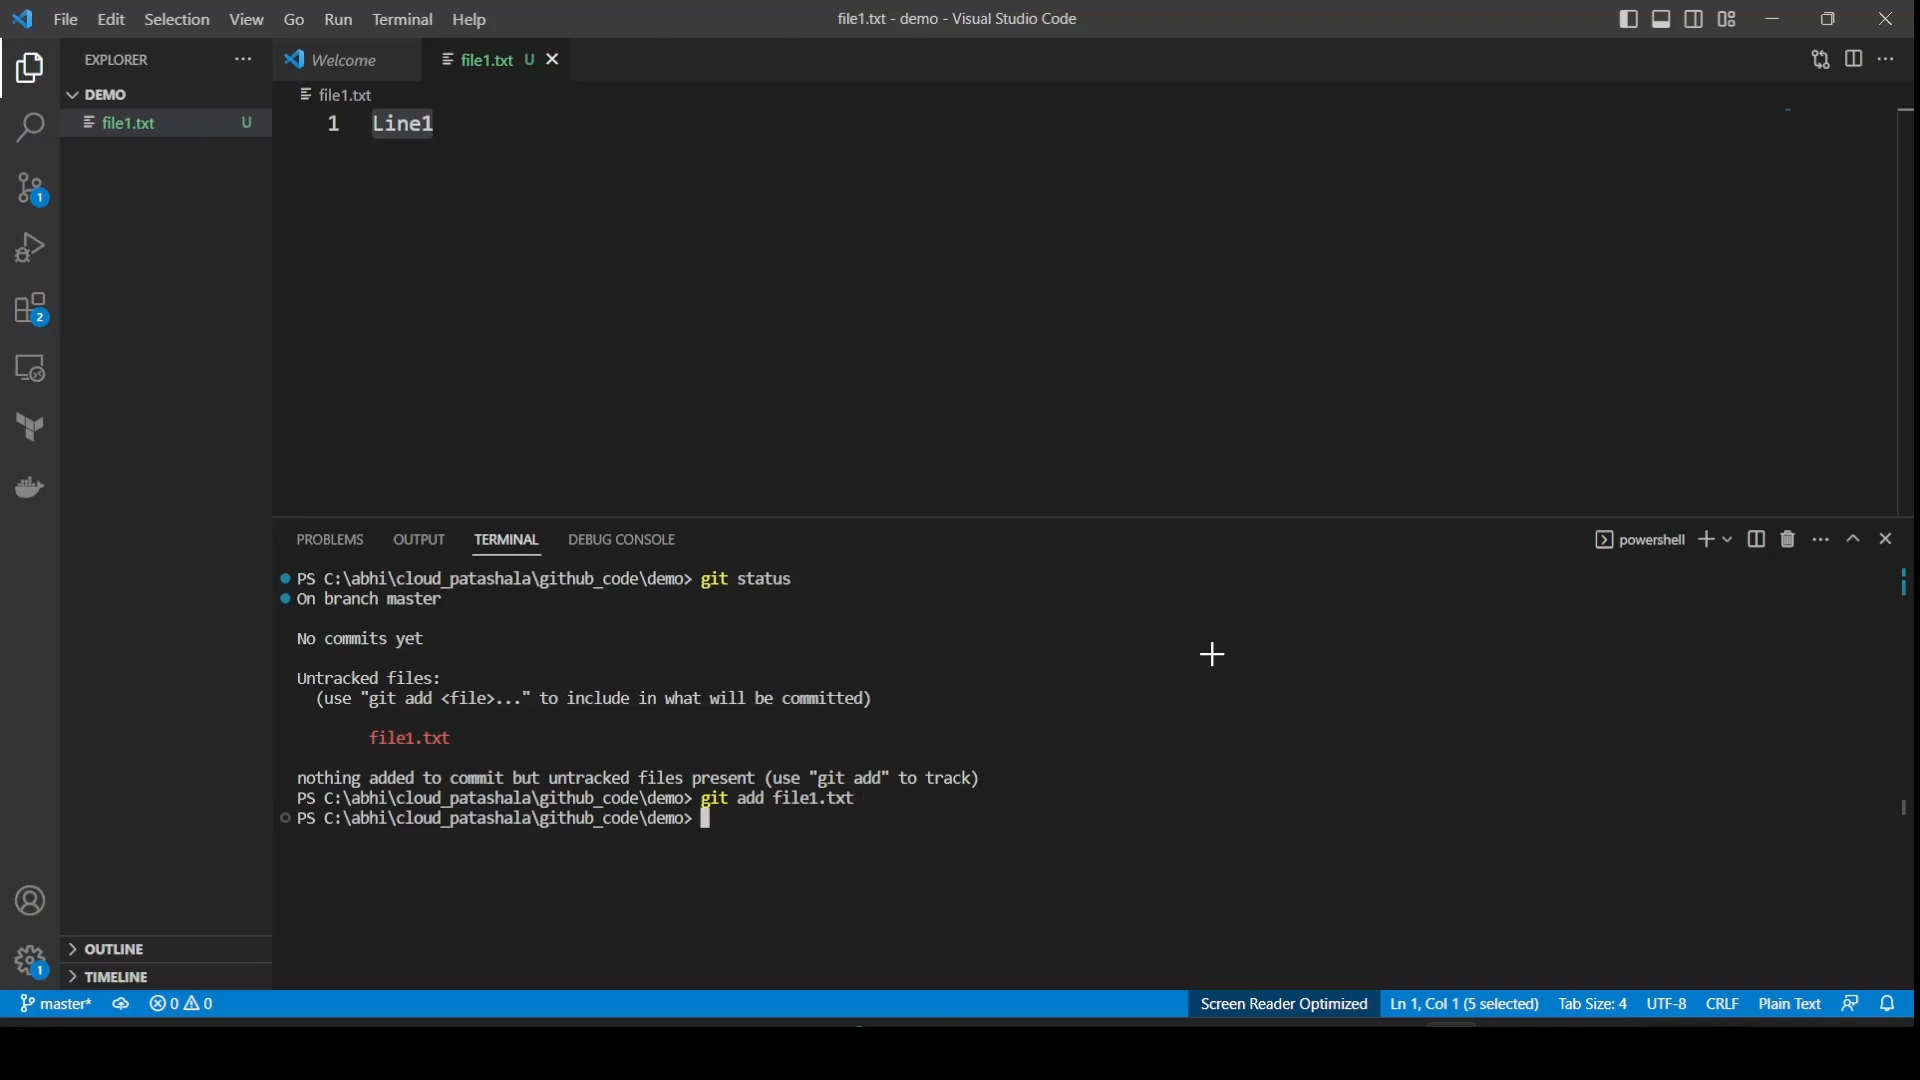 File Edit Selection View Go Run Terminal Help
file1.txt - demo - Visual Studio Code
EXPLORER
Welcome
file1.txt U
DEMO
file1.txt U
file1.txt
1 Line1
1
2
PROBLEMS OUTPUT TERMINAL DEBUG CONSOLE
powershell
PS C:\abhi\cloud_patashala\github_code\demo> git status
On branch master
No commits yet
Untracked files:
(use "git add <file>..." to include in what will be committed)
file1.txt
nothing added to commit but untracked files present (use "git add" to track)
PS C:\abhi\cloud_patashala\github_code\demo> git add file1.txt
PS C:\abhi\cloud_patashala\github_code\demo>
OUTLINE
1
TIMELINE
master* 0 0
Screen Reader Optimized Ln 1, Col 1 (5 selected) Tab Size: 4 UTF-8 CRLF Plain Text